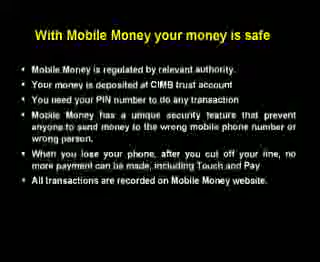 With Mobile Money your money is safe
• Mobile Money is regulated by relevant authority.
• Your money is deposited at CIMB trust account
• You need your PIN number to do any transaction
• Mobile Money has a unique security feature that prevent
anyone to send money to the wrong mobile phone number or
wrong person.
• When you lose your phone, after you cut off your line, no
more payment can be made, including Touch and Pay
• All transactions are recorded on Mobile Money website.